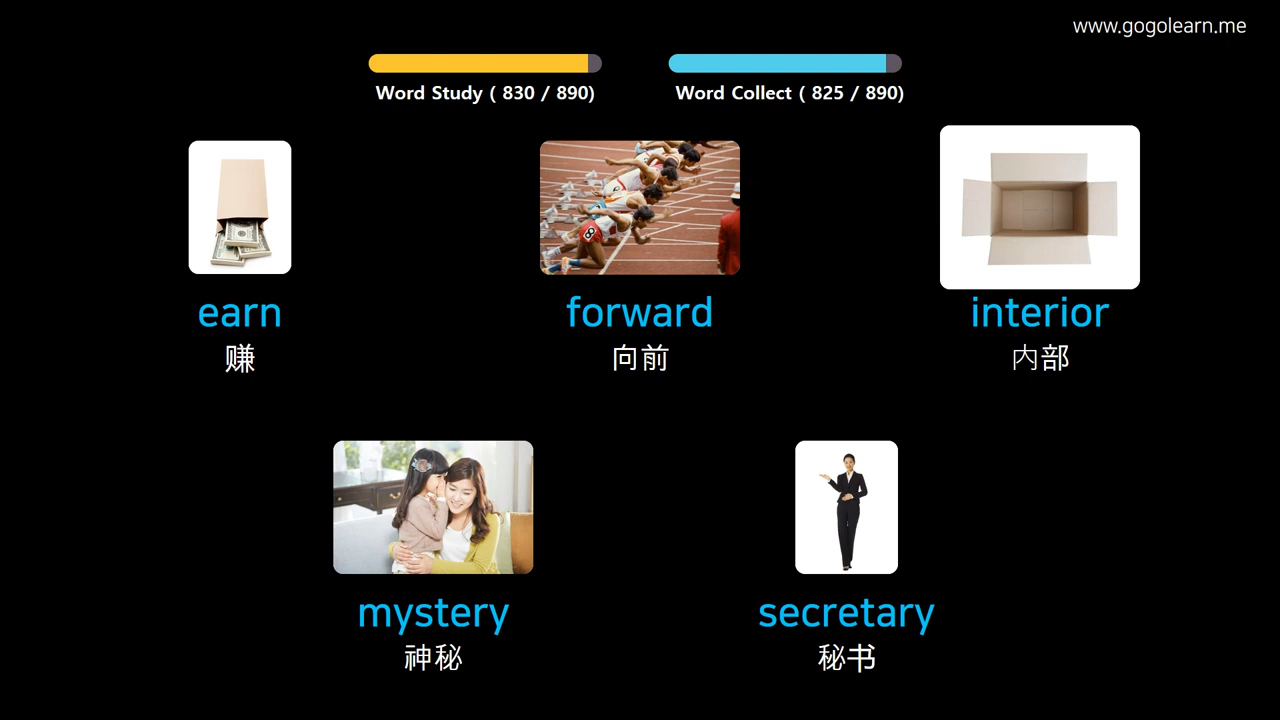 www.gogolearn.me
Word Study ( 830 / 890)
Word Collect ( 825 / 890)
earn
赚
forward
向前
interior
内部
mystery
神秘
secretary
秘书